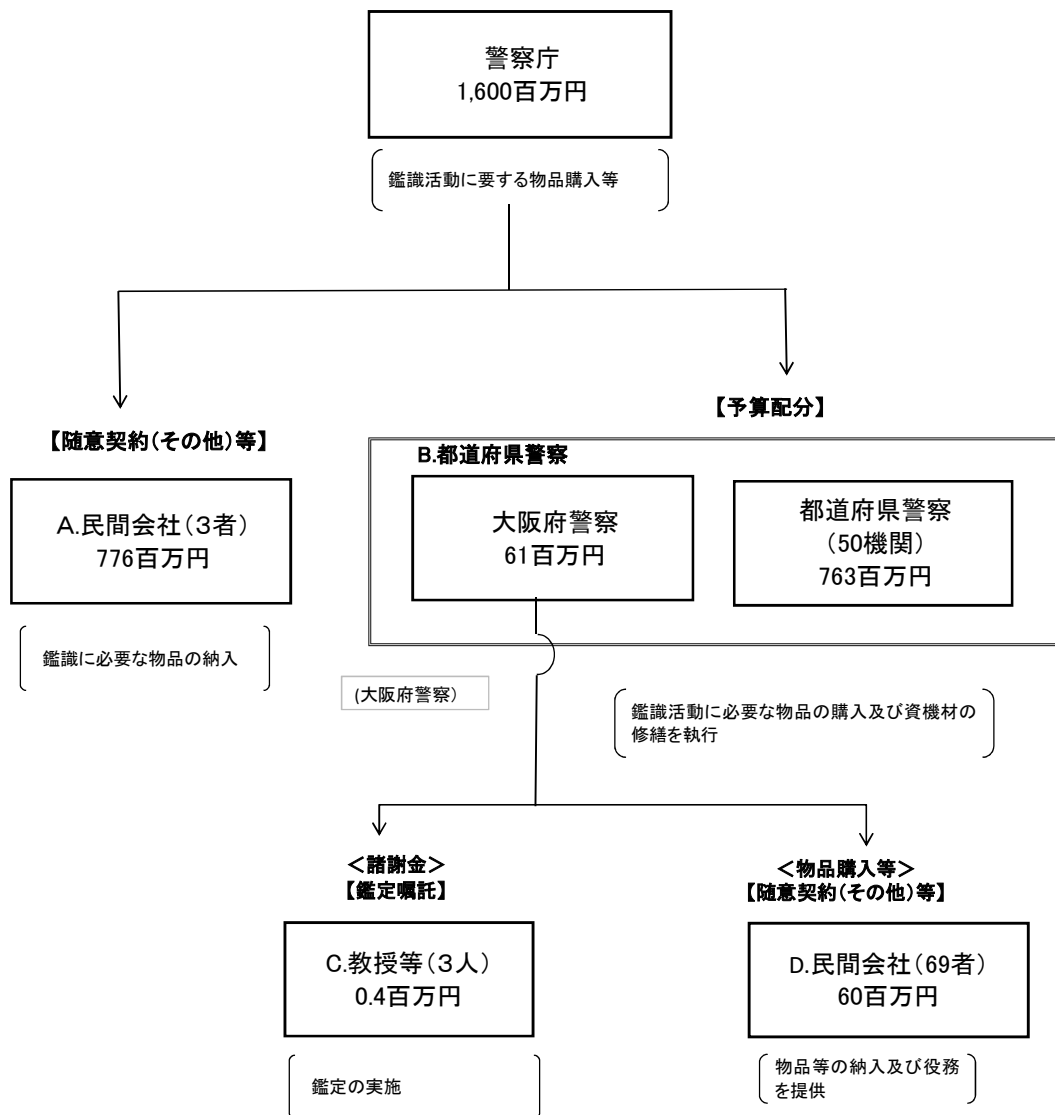 警察庁
1,600百万円
鑑識活動に要する物品購入等
【予算配分】
【随意契約(その他)等】
B.都道府県警察
A.民間会社(3者)
776百万円
大阪府警察
61百万円
都道府県警察
(50機関)
763百万円
鑑識に必要な物品の納入
(大阪府警察)
鑑識活動に必要な物品の購入及び資機材の
修繕を執行
<諸謝金>
【鑑定嘱託】
<物品購入等>
【随意契約(その他)等】
C.教授等(3人)
0.4百万円
D.民間会社(69者)
60百万円
鑑定の実施
物品等の納入及び役務
を提供